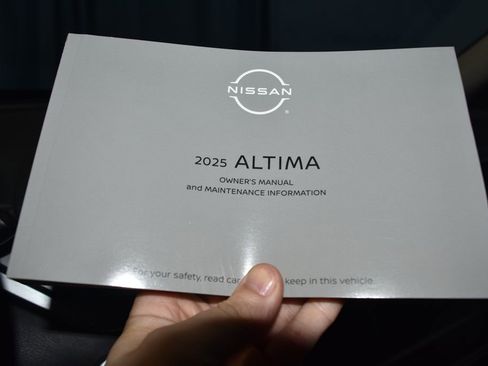 NISSAN
2025 ALTIMA
OWNER'S MANUAL
and MAINTENANCE INFORMATION
For your safety, read keep in this vehicle.